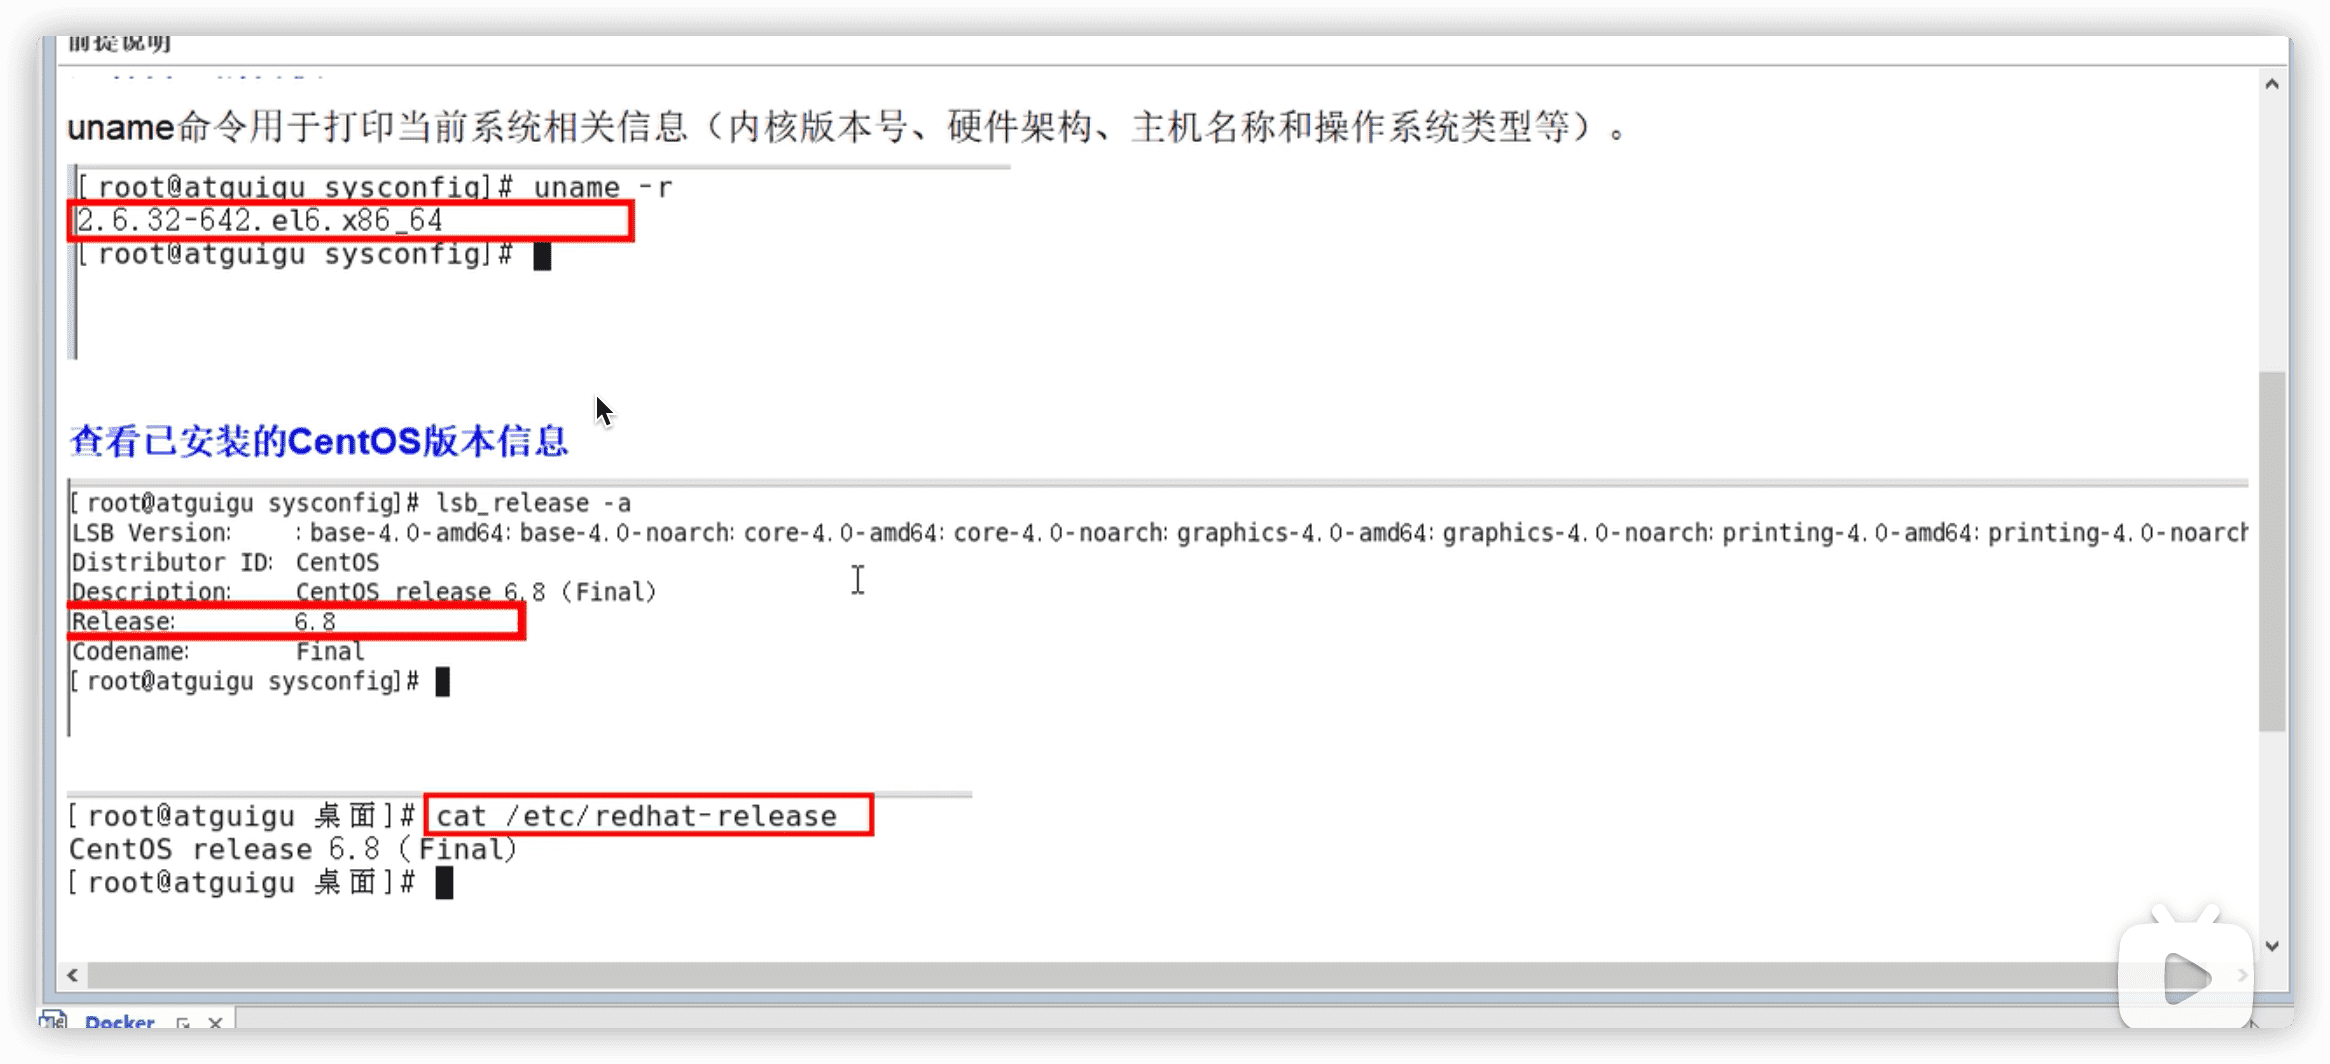 前提说明
uname命令用于打印当前系统相关信息（内核版本号、硬件架构、主机名称和操作系统类型等）。
[root@atguigu sysconfig]# uname -r
2.6.32-642.el6.x86_64
[root@atguigu sysconfig]#
查看已安装的CentOS版本信息
[root@atguigu sysconfig]# lsb_release -a
LSB Version: :base-4.0-amd64:base-4.0-noarch:core-4.0-amd64:core-4.0-noarch:graphics-4.0-amd64:graphics-4.0-noarch:printing-4.0-amd64:printing-4.0-noarch
Distributor ID: CentOS
Description: CentOS release 6.8 (Final)
Release: 6.8
Codename: Final
[root@atguigu sysconfig]#
[root@atguigu 桌面]# cat /etc/redhat-release
CentOS release 6.8 (Final)
[root@atguigu 桌面]#
Docker